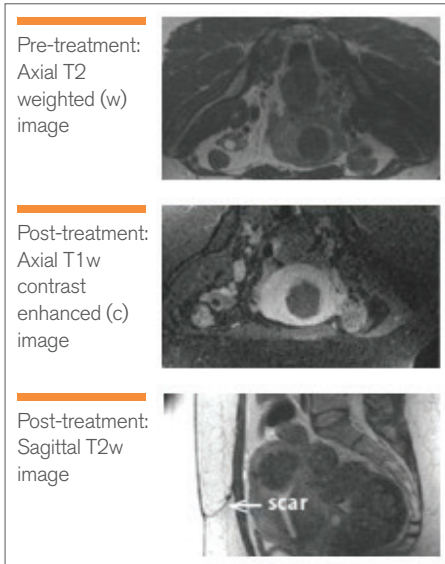 Pre-treatment:
Axial T2
weighted (w)
image
Post-treatment:
Axial T1w
contrast
enhanced (c)
image
Post-treatment:
Sagittal T2w
image
scar